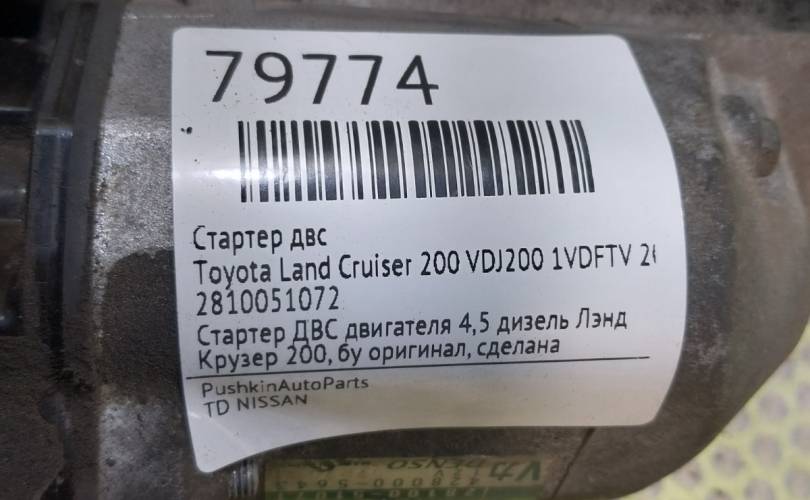 79774
Стартер двс
Toyota Land Cruiser 200 VDJ200 1VDFTV
2810051072
Стартер ДВС двигателя 4,5 дизель Лэнд
Крузер 200, бу оригинал, сделана
PushkinAutoParts
TD NISSAN
DENSO